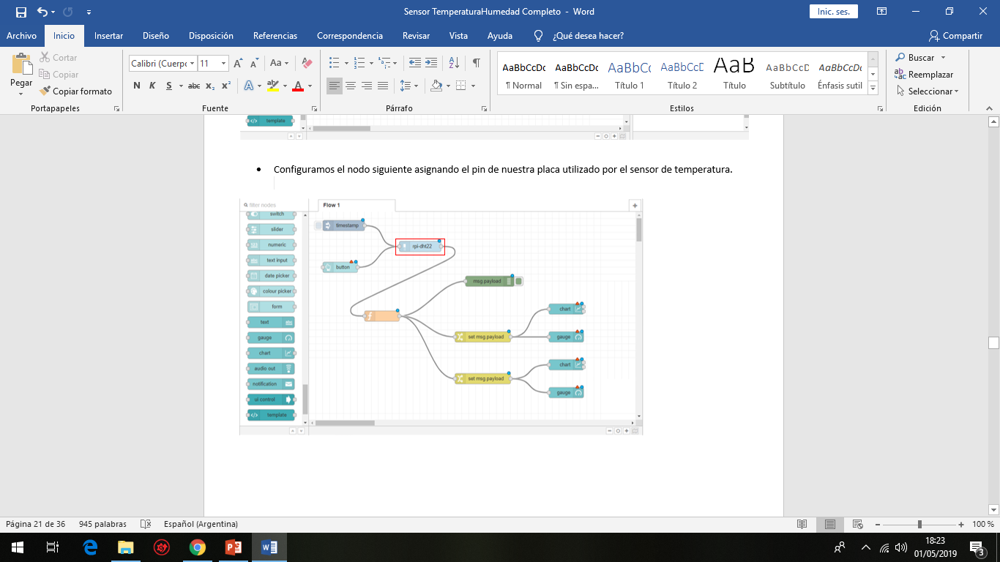 Sensor TemperaturaHumedad Completo - Word
Inic. ses.
Archivo Inicio Insertar Diseño Disposición Referencias Correspondencia Revisar Vista Ayuda ¿Qué desea hacer? Compartir
Pegar
Cortar
Copiar
Copiar formato
Portapapeles
Calibri (Cuerpo 11
N K S abc x₂ x²
Fuente
Párrafo
AaBbCcDc AaBbCcDc AaBbCc AaBbCcD AaB AaBbCcD AaBbCcDc
¶ Normal ¶ Sin espa... Título 1 Título 2 Título Subtítulo Énfasis sutil
Estilos
Buscar
Reemplazar
Seleccionar
Edición
template
• Configuramos el nodo siguiente asignando el pin de nuestra placa utilizado por el sensor de temperatura.
filter nodes
Flow 1
switch
slider
numeric
text input
date picker
colour picker
form
text
gauge
chart
audio out
notification
ui control
template
timestamp
rpi-dht22
button
msg.payload
chart
set msg.payload
gauge
chart
set msg.payload
gauge
Página 21 de 36 945 palabras Español (Argentina) 100 %
18:23
01/05/2019
3